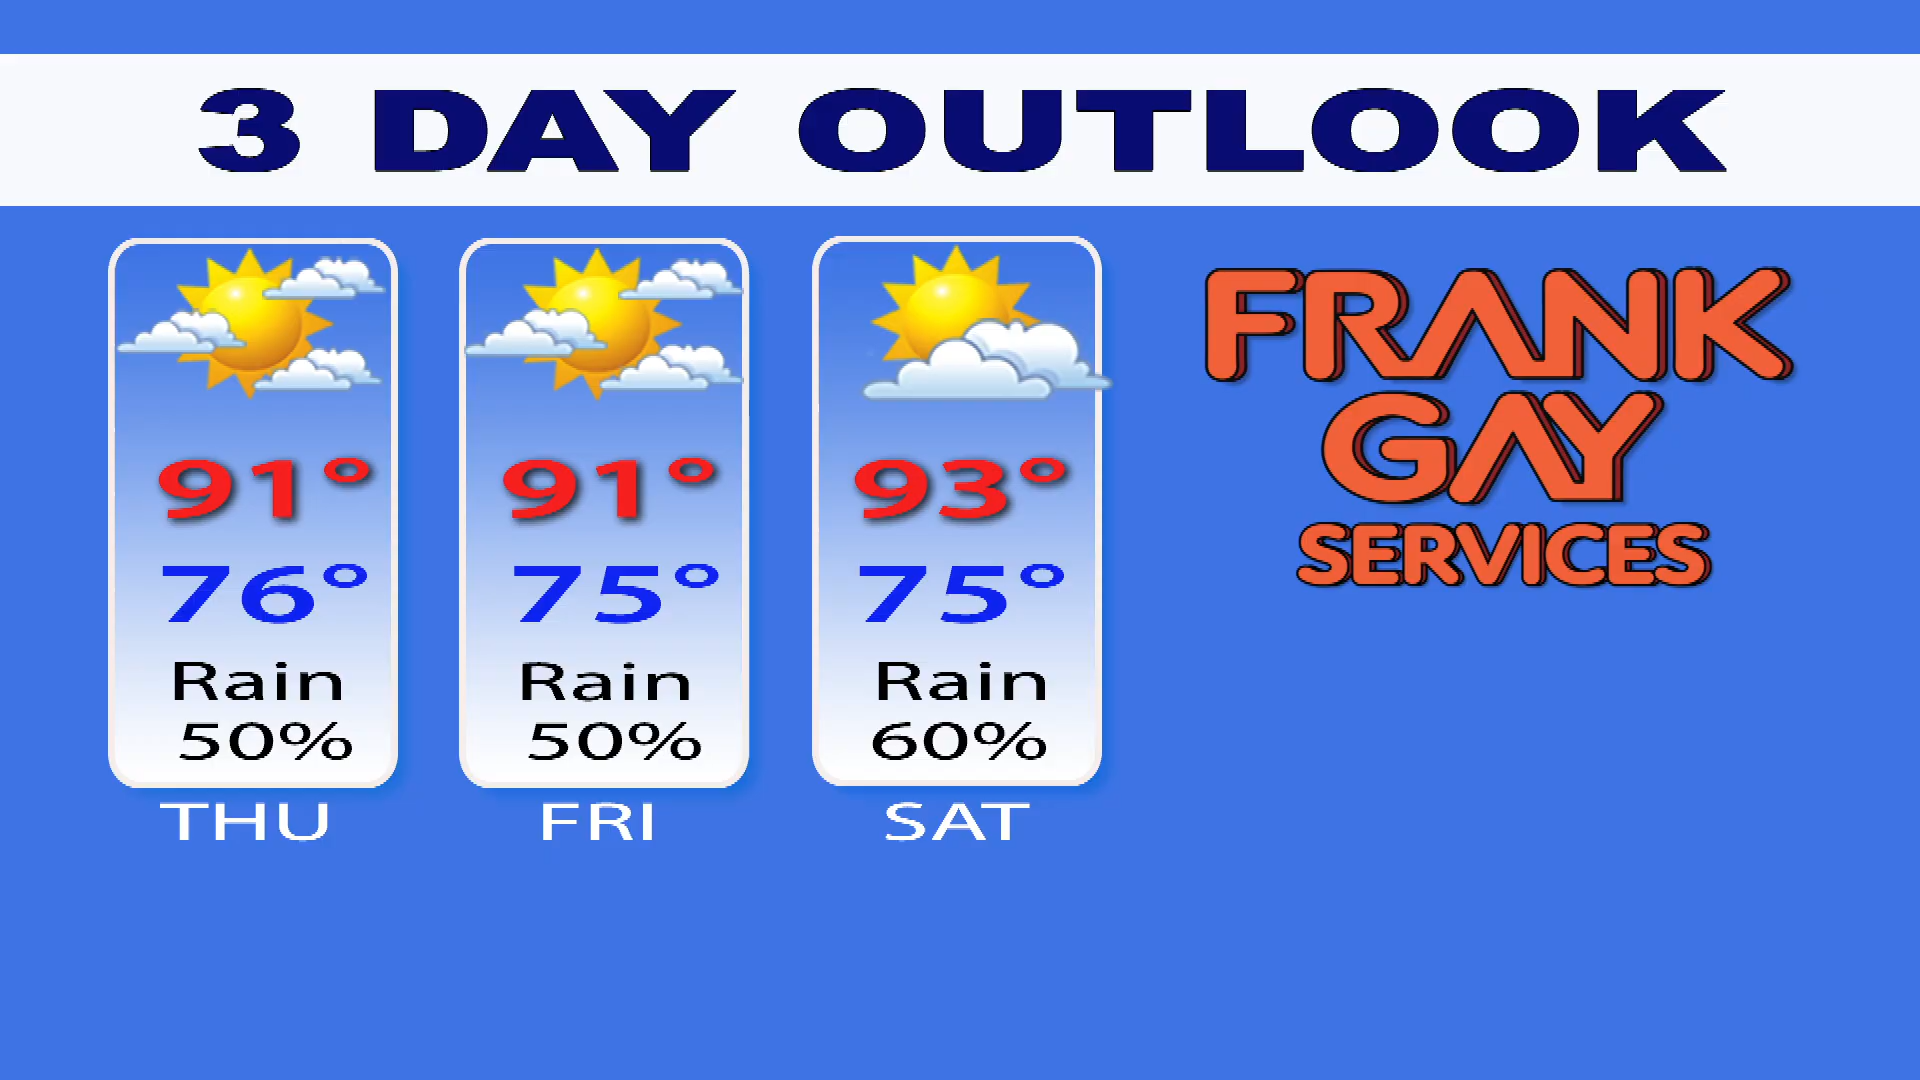 3 DAY OUTLOOK
91°
76°
Rain
50%
THU
91°
75°
Rain
50%
FRI
93°
75°
Rain
60%
SAT
FRANK
GAY
SERVICES